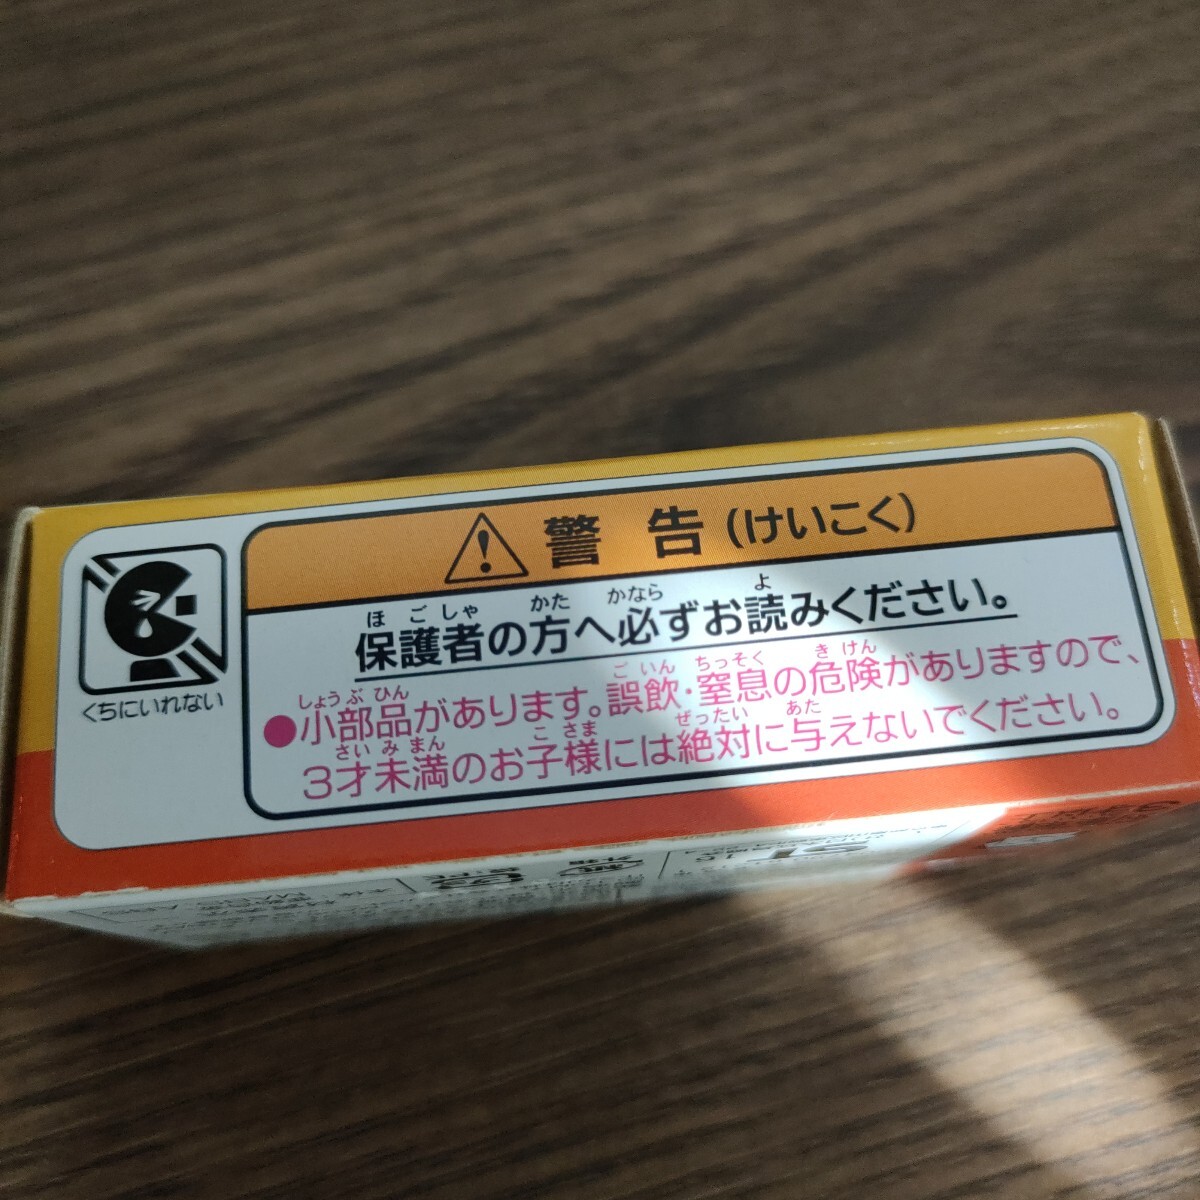 警告(けいこく)
ほごしゃ かた かなら よ
保護者の方へ必ずお読みください。
しょうぶひん ごいん ちっそく きけん
●小部品があります。誤飲・窒息の危険がありますので、
さいみまん こさま ぜったい あた
3才未満のお子様には絶対に与えないでください。
くちにいれない